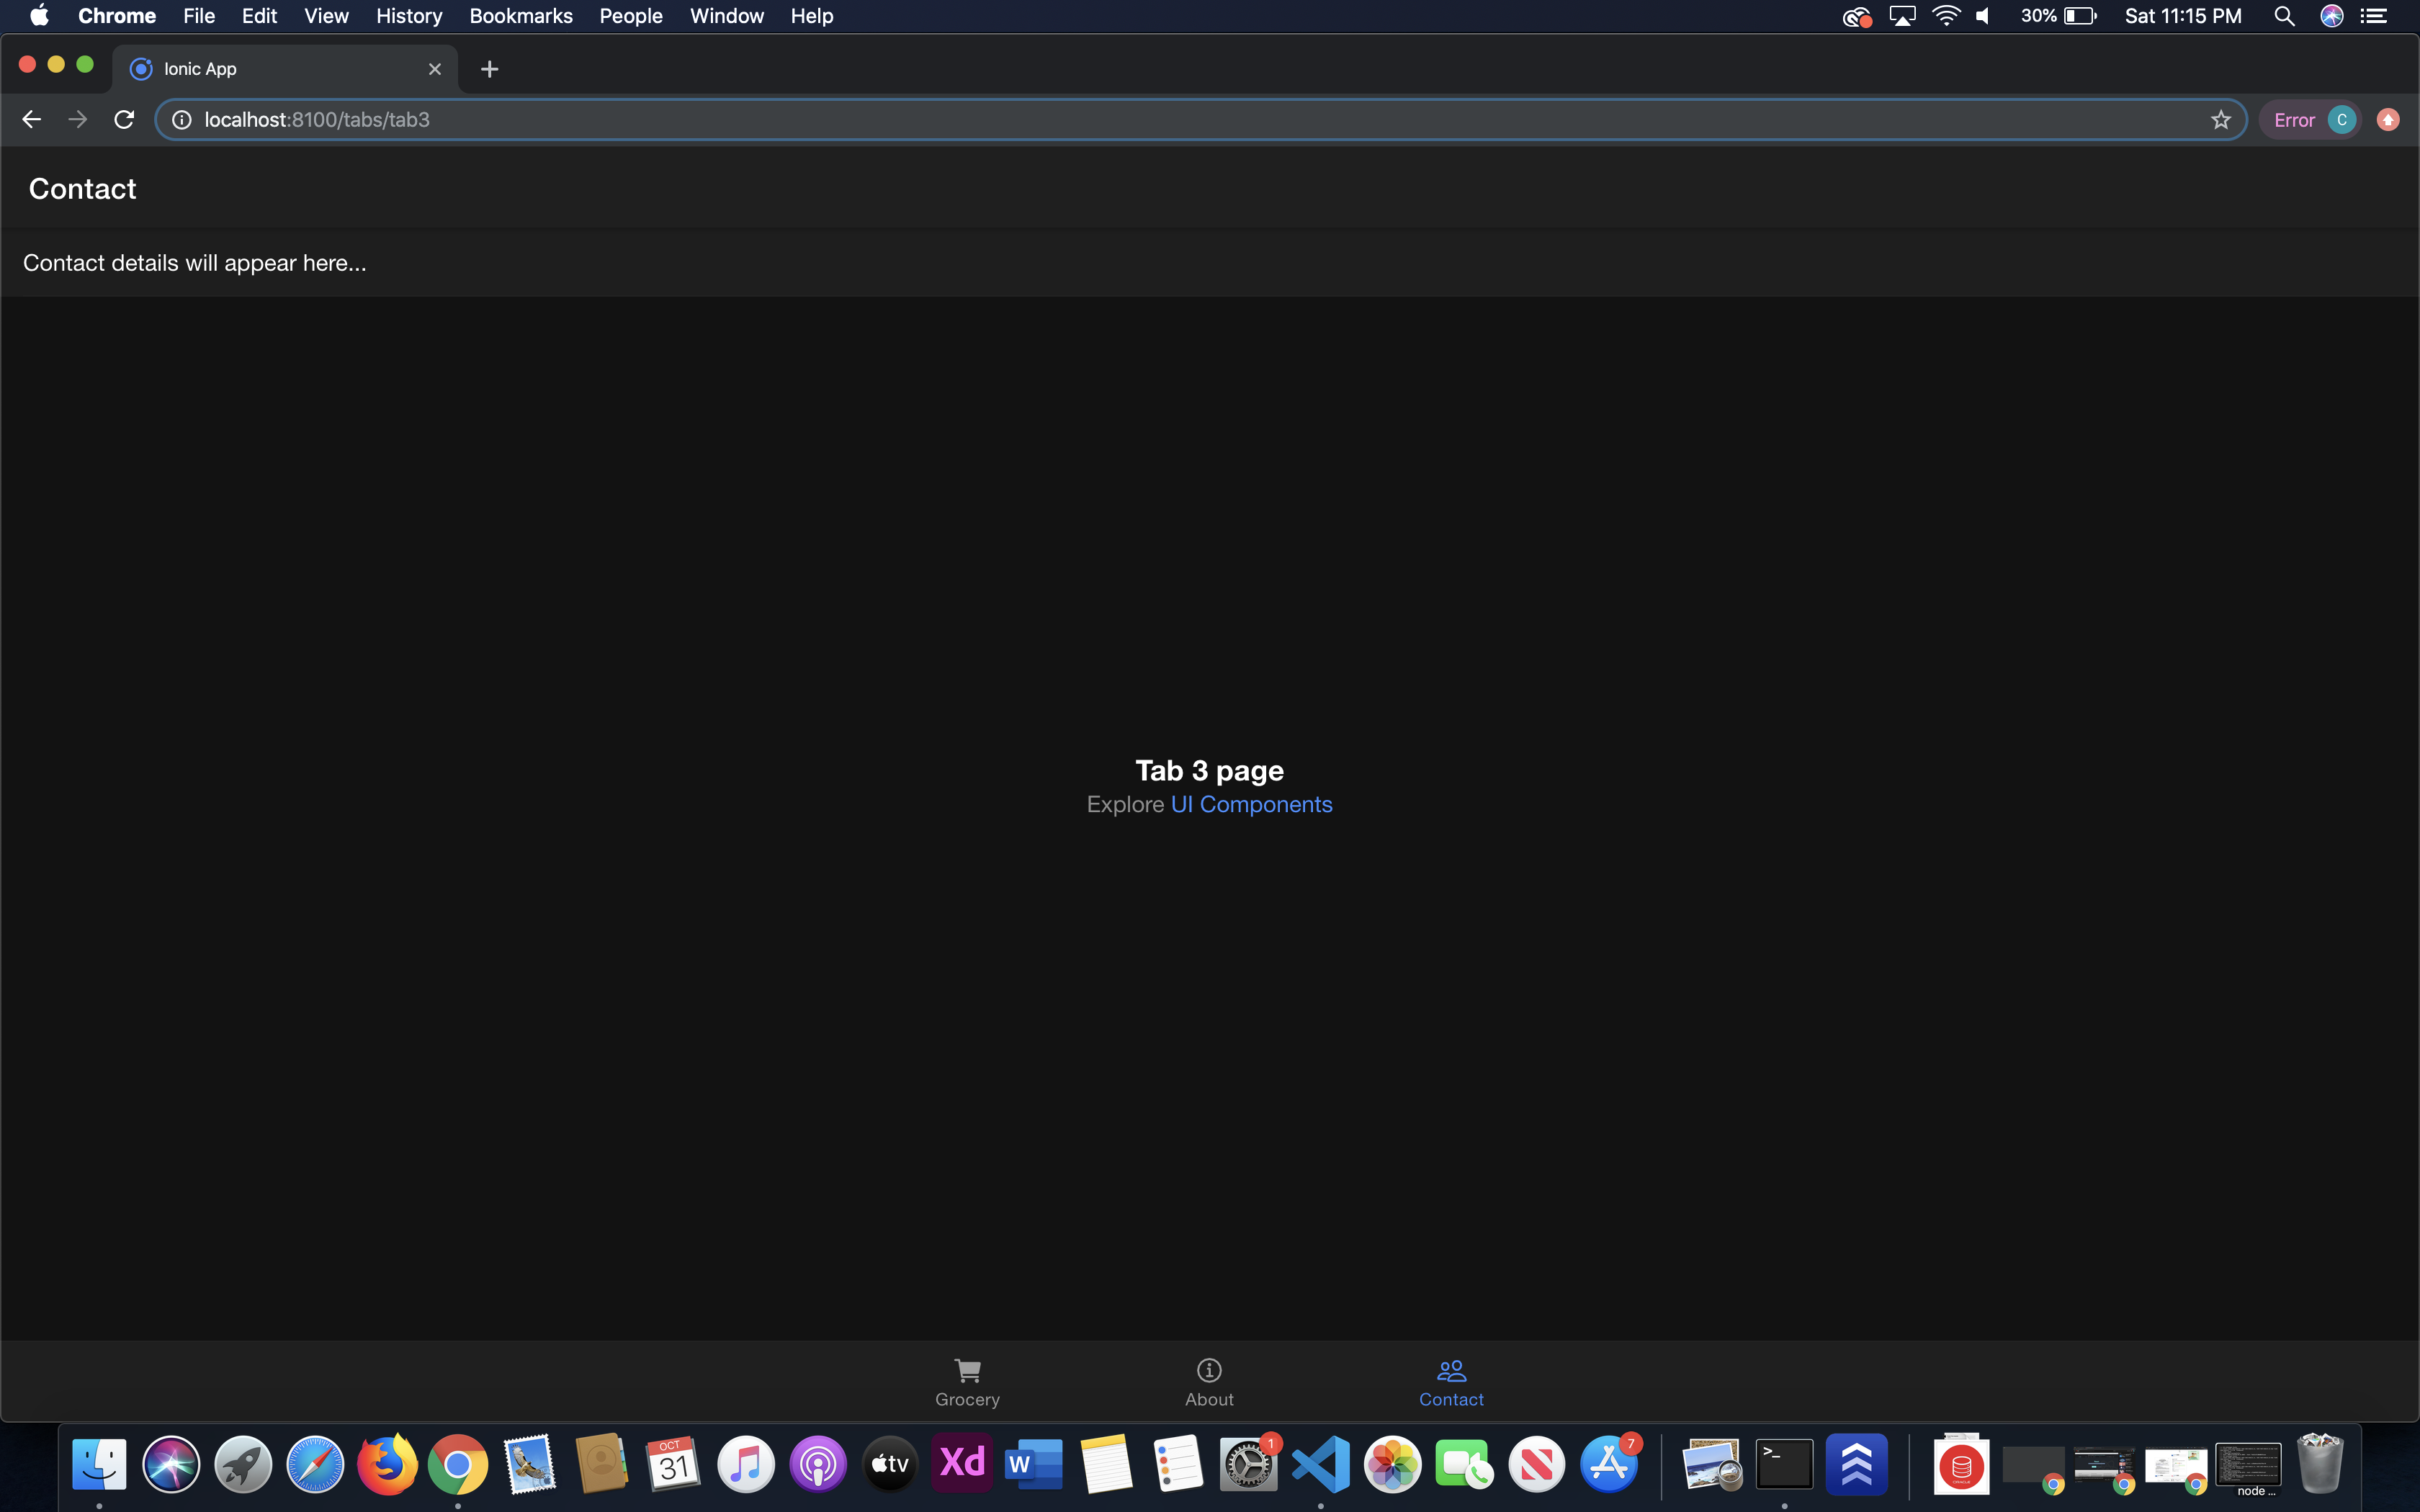 Chrome File Edit View History Bookmarks People Window Help 30% Sat 11:15 PM
Ionic App
localhost:8100/tabs/tab3 Error C
Contact
Contact details will appear here...
Tab 3 page
Explore UI Components
Grocery About Contact
OCT
31
tv
Xd
W
1
7
>_
node ...